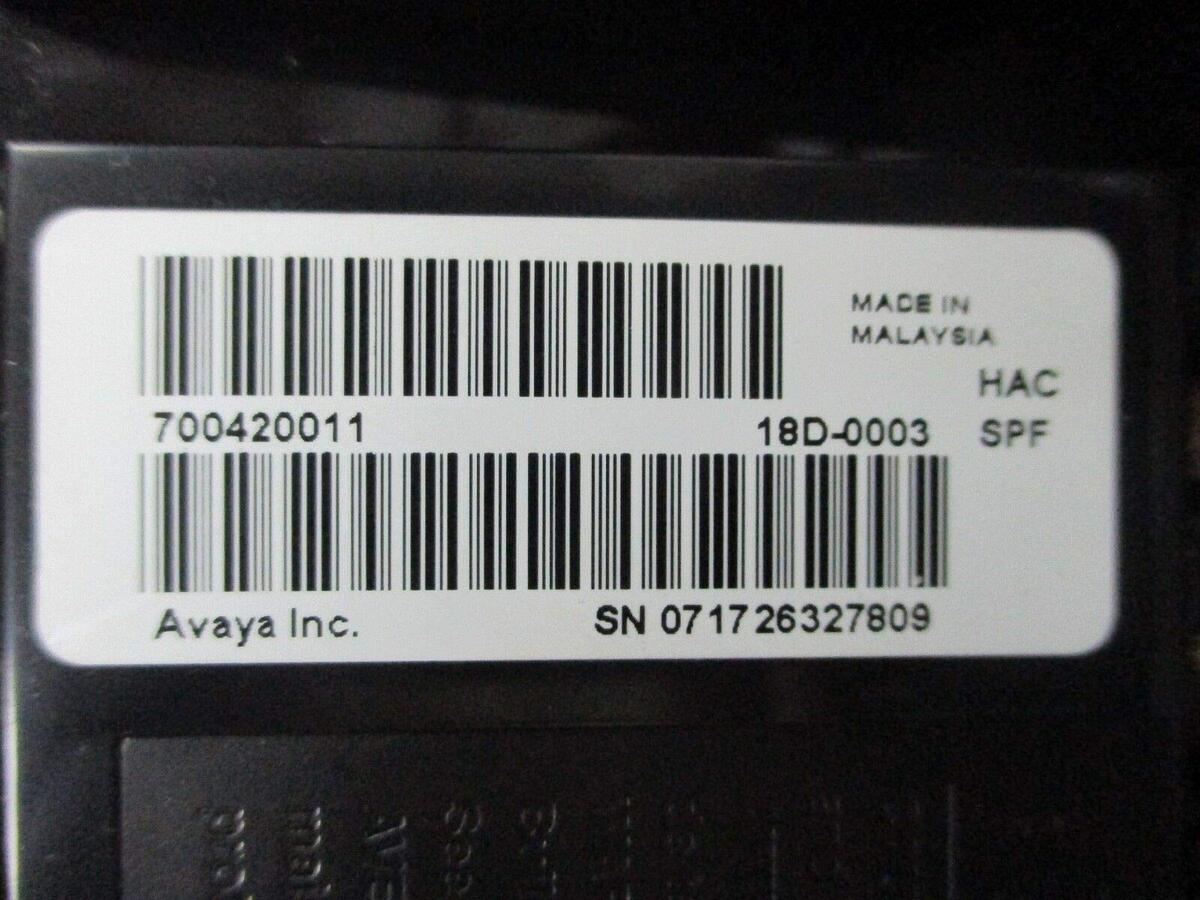 MADE IN
MALAYSIA
HAC
700420011 18D-0003 SPF
Avaya Inc. SN 071726327809